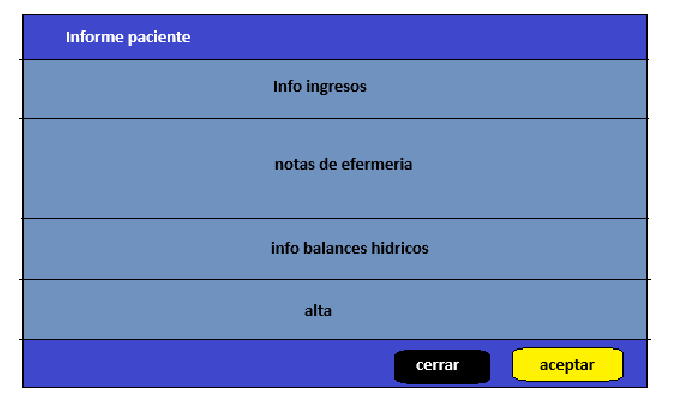 Informe paciente
Info ingresos
notas de efermeria
info balances hidricos
alta
cerrar aceptar